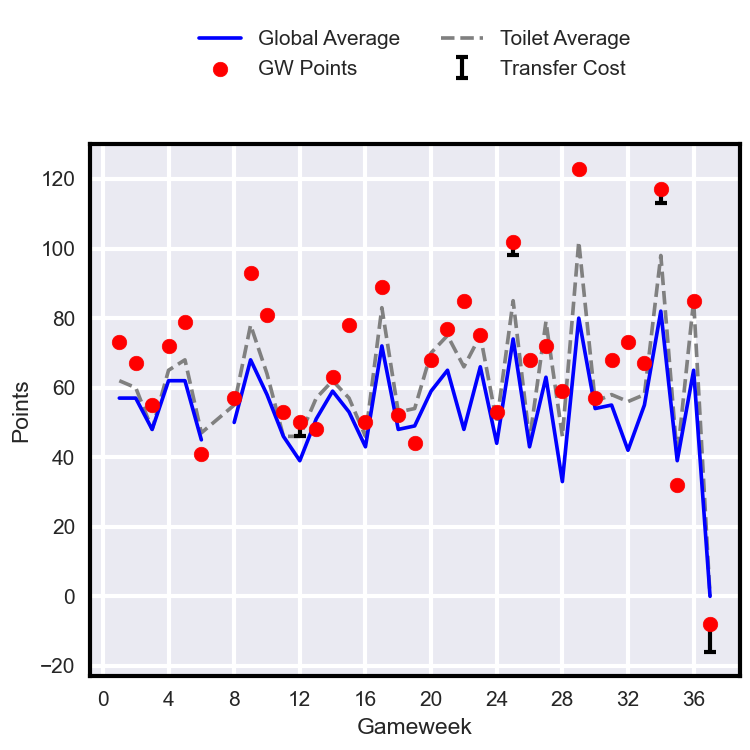 Global Average
Toilet Average
GW Points
Transfer Cost
120
100
80
60
40
20
0
−20
Points
0 4 8 12 16 20 24 28 32 36
Gameweek